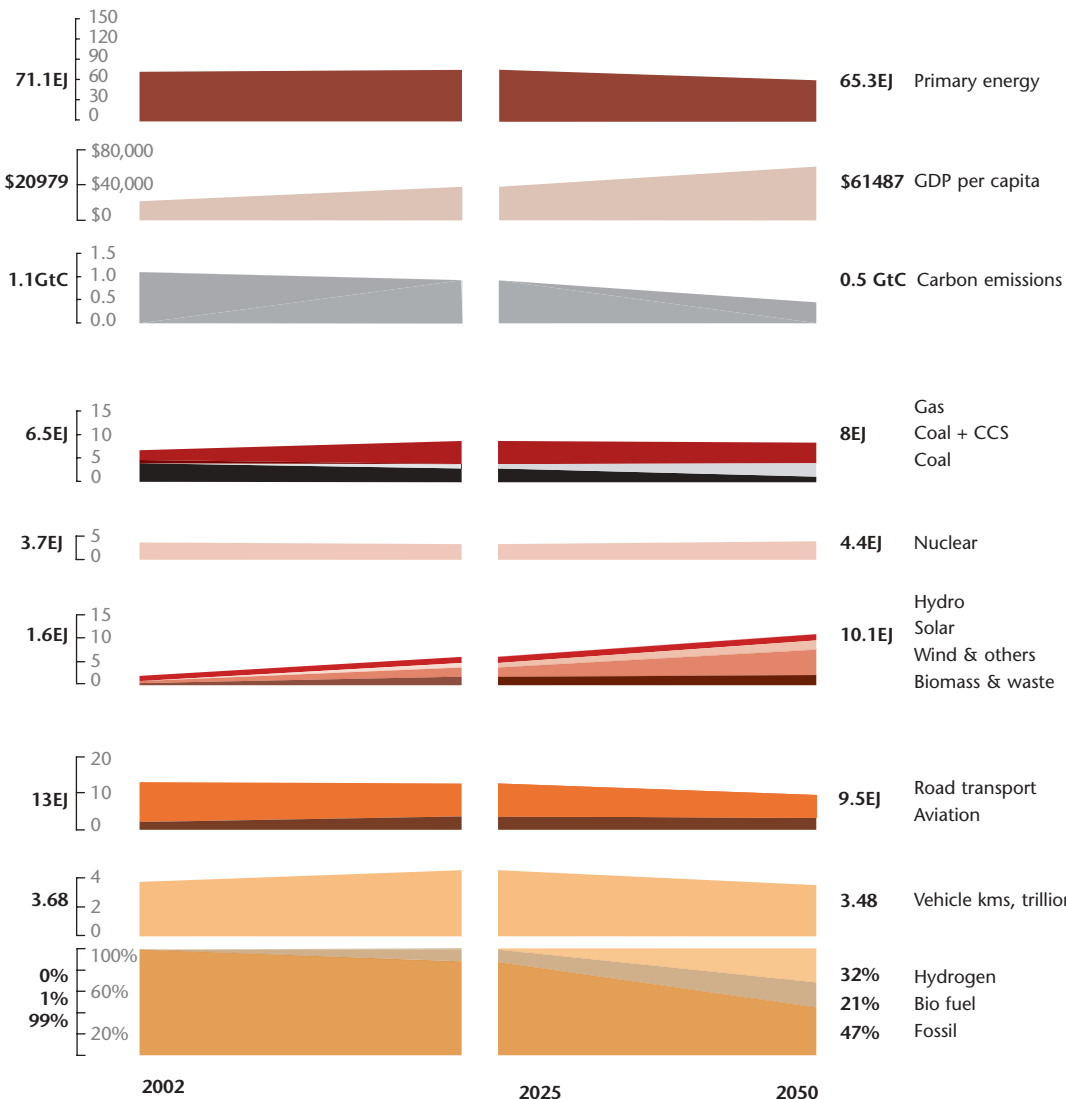 150
120
90
71.1EJ 60 65.3EJ Primary energy
30
0
$80,000
$20979 $40,000 $61487 GDP per capita
$0
1.5
1.1GtC 1.0 0.5 GtC Carbon emissions
0.5
0.0
15 Gas
6.5EJ 10 8EJ Coal + CCS
5 Coal
0
5
3.7EJ 0 4.4EJ Nuclear
15 Hydro
1.6EJ 10 10.1EJ Solar
5 Wind & others
0 Biomass & waste
20
13EJ 10 9.5EJ Road transport
0 Aviation
4
3.68 2 3.48 Vehicle kms, trillion
0
100%
0% 32% Hydrogen
1% 60% 21% Bio fuel
99% 47% Fossil
20%
2002 2025 2050